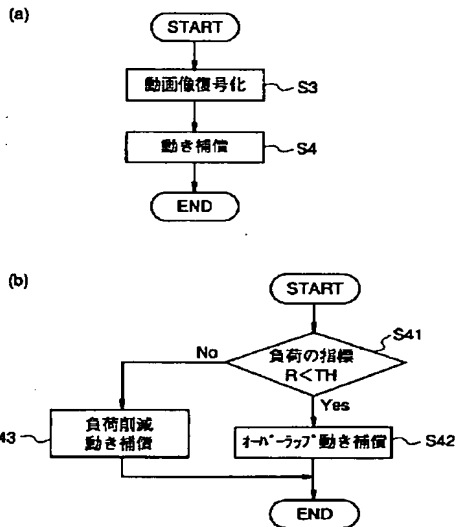 (a)
START
動画像復号化
S3
動き補償
S4
END
(b)
START
S41
負荷の指標
R<TH
No
Yes
負荷削減
動き補償
43
オーバーラップ動き補償
S42
END